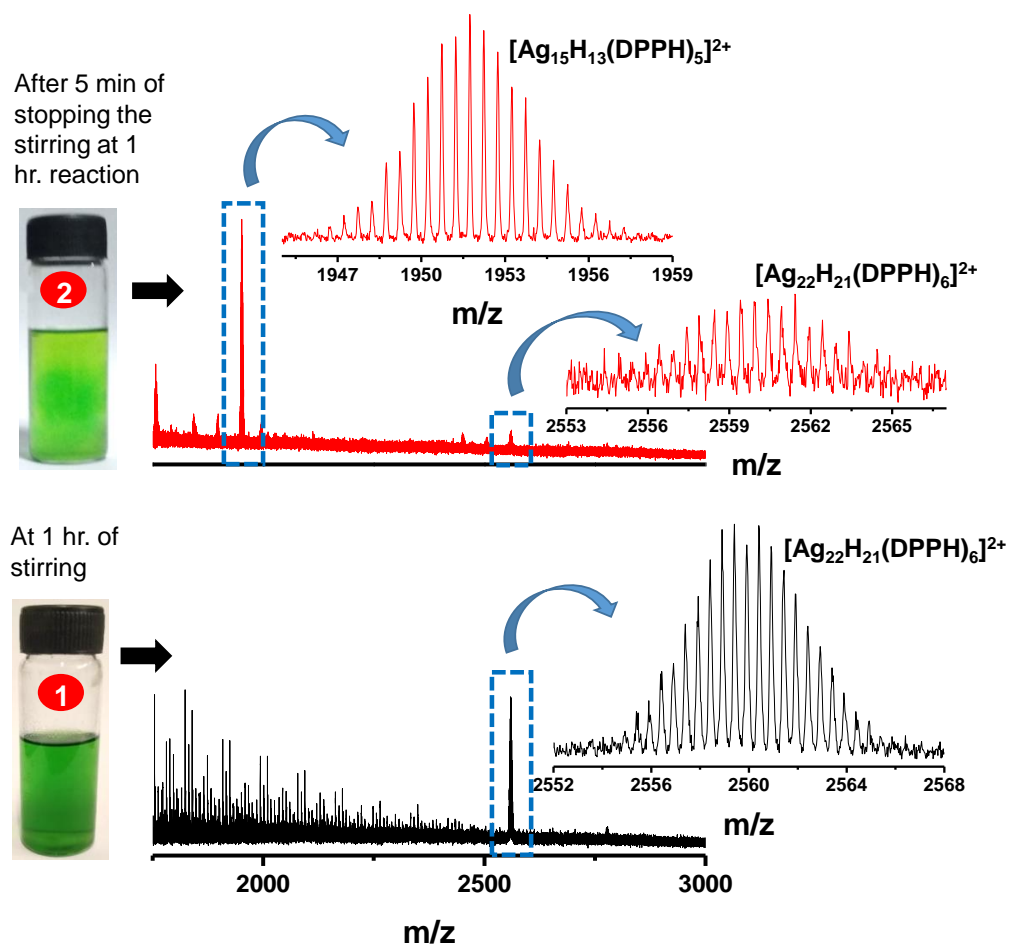 After 5 min of
stopping the
stirring at 1
hr. reaction
2
[Ag₁₅H₁₃(DPPH)₅]²⁺
1947 1950 1953 1956 1959
m/z
[Ag₂₂H₂₁(DPPH)₆]²⁺
2553 2556 2559 2562 2565
m/z
At 1 hr. of
stirring
1
[Ag₂₂H₂₁(DPPH)₆]²⁺
2552 2556 2560 2564 2568
m/z
2000 2500 3000
m/z